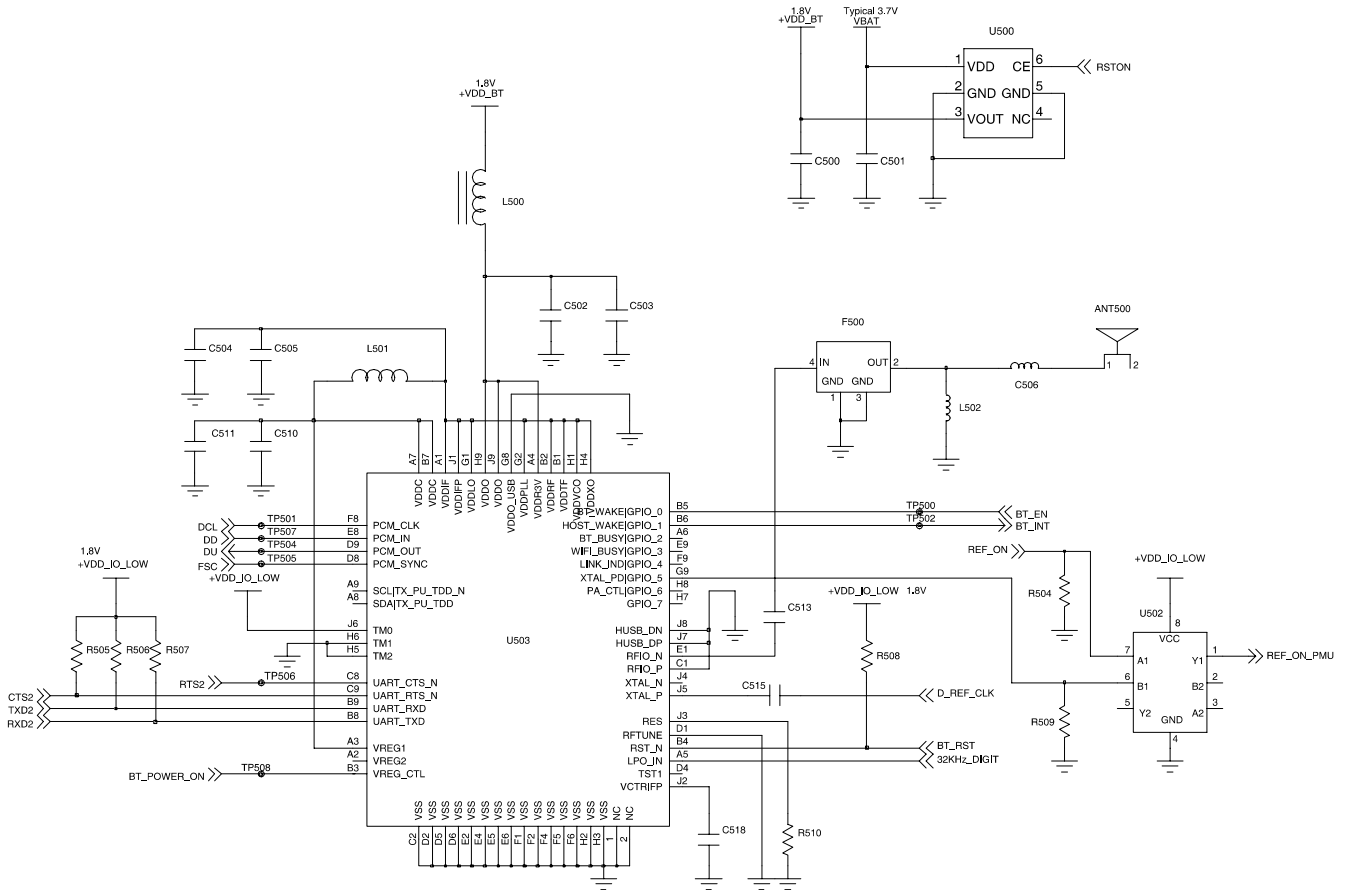 1.8V
+VDD_BT
Typical 3.7V
VBAT
U500
1 VDD CE 6 RSTON
2 GND GND 5
3 VOUT NC 4
C500
C501
1.8V
+VDD_BT
L500
C502
C503
C504
C505
L501
C511
C510
F500
4 IN OUT 2
GND GND
1 3
ANT500
1 2
C506
L502
A7 B7 A1 J1 G1 H9 J9 G8 G2 A4 B2 B1 H1 H4
VDDC VDDC VDDIF VDDIFP VDDLO VDDO VDDO VDDO_USB VDDPLL VDDR3V VDDRF VDDTF VDDVCO VDDXO
DCL TP501 F8 PCM_CLK
DD TP507 E8 PCM_IN
DU TP504 D9 PCM_OUT
FSC TP505 D8 PCM_SYNC
1.8V
+VDD_IO_LOW
+VDD_IO_LOW
A9 SCL|TX_PU_TDD_N
A8 SDA|TX_PU_TDD
J6 TM0
H6 TM1
H5 TM2
R505
R506
R507
RTS2 TP506 C8 UART_CTS_N
CTS2 C9 UART_RTS_N
TXD2 B9 UART_RXD
RXD2 B8 UART_TXD
A3 VREG1
A2 VREG2
BT_POWER_ON TP508 B3 VREG_CTL
U503
BT_WAKE|GPIO_0 B5 TP500 BT_EN
HOST_WAKE|GPIO_1 B6 TP502 BT_INT
BT_BUSY|GPIO_2 A6
WIFI_BUSY|GPIO_3 E9
LINK_IND|GPIO_4 F9
XTAL_PD|GPIO_5 G9
PA_CTL|GPIO_6 H8
GPIO_7 H7
HUSB_DN J8
HUSB_DP J7
RFIO_N E1
RFIO_P C1
XTAL_N J4
XTAL_P J5
C513
C515
D_REF_CLK
RES J3
RFTUNE D1
RST_N B4 BT_RST
LPO_IN A5 32KHz_DIGIT
TST1 D4
VCTRIFP J2
+VDD_IO_LOW 1.8V
R508
C518
R510
REF_ON
R504
R509
+VDD_IO_LOW
U502
8
VCC
7 A1 Y1 1 REF_ON_PMU
6 B1 B2 2
5 Y2 A2 3
GND
4
VSS VSS VSS VSS VSS VSS VSS VSS VSS VSS VSS VSS VSS VSS VSS NC NC
C2 D2 D5 D6 E2 E4 E5 E6 F1 F2 F4 F5 F6 H2 H3 1 2